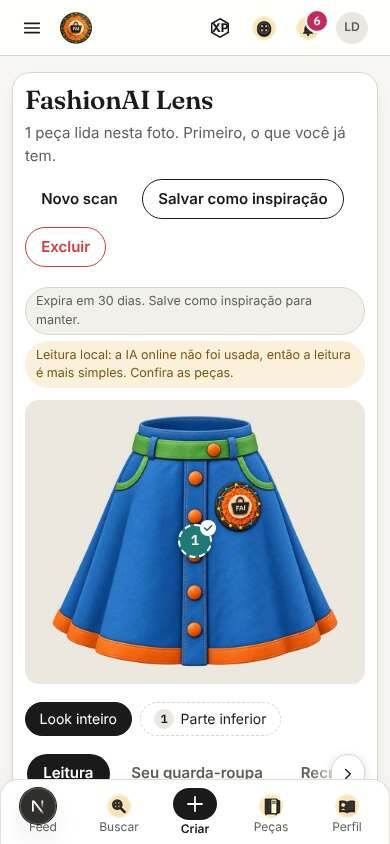 XP
6
LD
FashionAI Lens
1 peça lida nesta foto. Primeiro, o que você já
tem.
Novo scan
Salvar como inspiração
Excluir
Expira em 30 dias. Salve como inspiração para
manter.
Leitura local: a IA online não foi usada, então a leitura
é mais simples. Confira as peças.
FAI
1
Look inteiro
1 Parte inferior
Leitura
Seu guarda-roupa
N
Feed
Buscar
Criar
Peças
Perfil